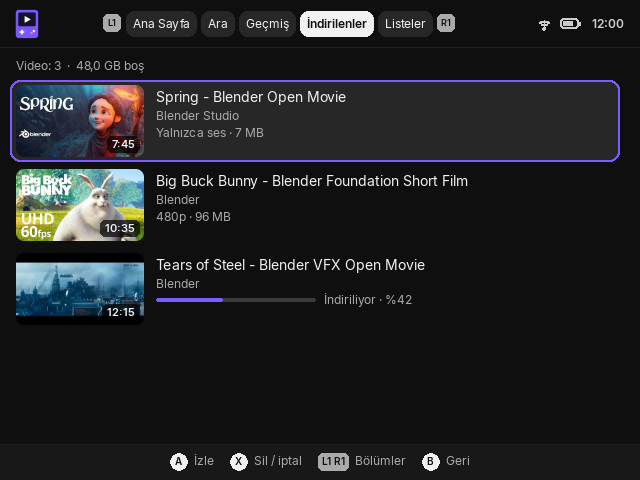 L1 Ana Sayfa Ara Geçmiş İndirilenler Listeler R1 12:00
Video: 3 · 48,0 GB boş
SPRING
blender
7:45
Spring - Blender Open Movie
Blender Studio
Yalnızca ses · 7 MB
Big Buck
BUNNY
UHD
60fps
10:35
Big Buck Bunny - Blender Foundation Short Film
Blender
480p · 96 MB
12:15
Tears of Steel - Blender VFX Open Movie
Blender
İndiriliyor · %42
A İzle X Sil / iptal L1 R1 Bölümler B Geri